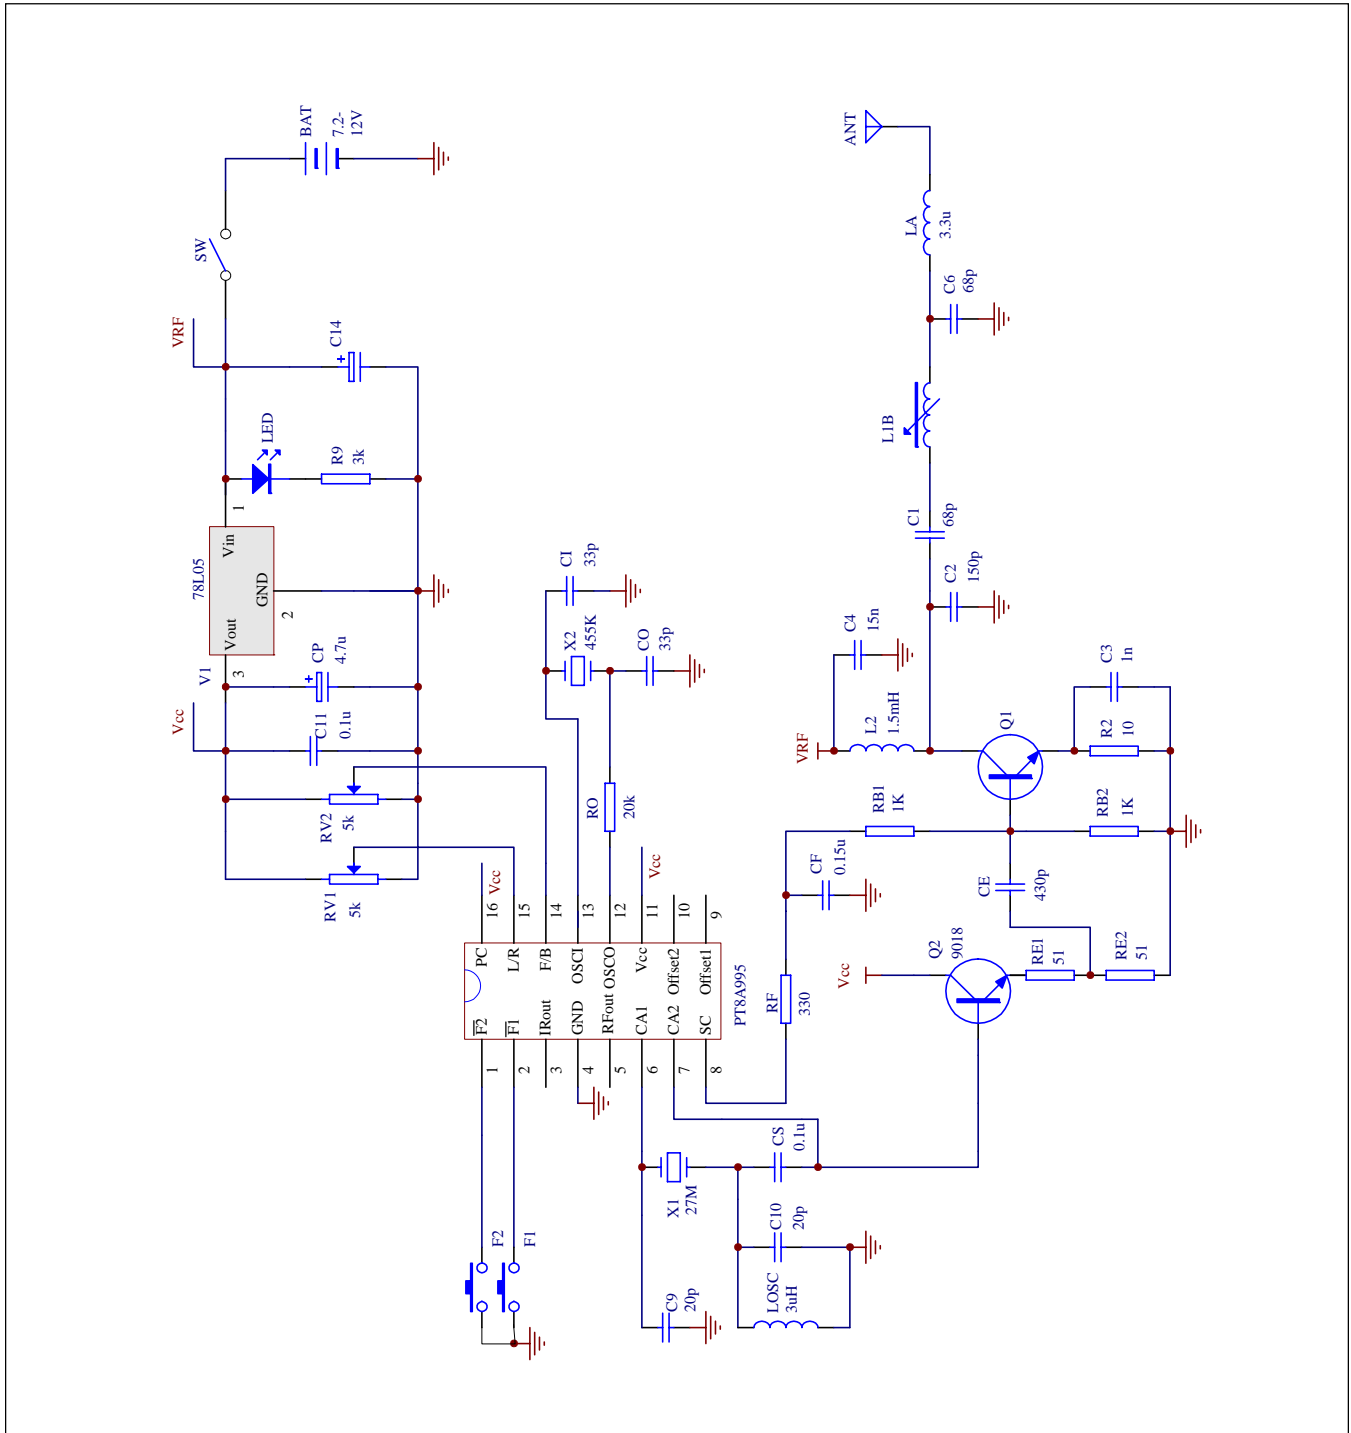 BAT
7.2-
12V
SW
VRF
C14
LED
R9
3k
1
Vin
78L05
GND
2
Vout
3
V1
CP
4.7u
Vcc
C11
0.1u
RV2
5k
RV1
5k
ANT
LA
3.3u
C6
68p
L1B
C1
68p
C2
150p
C4
15n
VRF
L2
1.5mH
Q1
C3
1n
R2
10
RB1
1K
RB2
1K
CI
33p
X2
455K
CO
33p
RO
20k
Vcc
Vcc
16
15
14
13
12
11
10
9
PC
L/R
F/B
OSCI
OSCO
Vcc
Offset2
Offset1
F2
F1
IRout
GND
RFout
CA1
CA2
SC
1
2
3
4
5
6
7
8
PT8A995
CF
0.15u
RF
330
CE
430p
Vcc
Q2
9018
RE1
51
RE2
51
F2
F1
X1
27M
CS
0.1u
C10
20p
C9
20p
LOSC
3uH